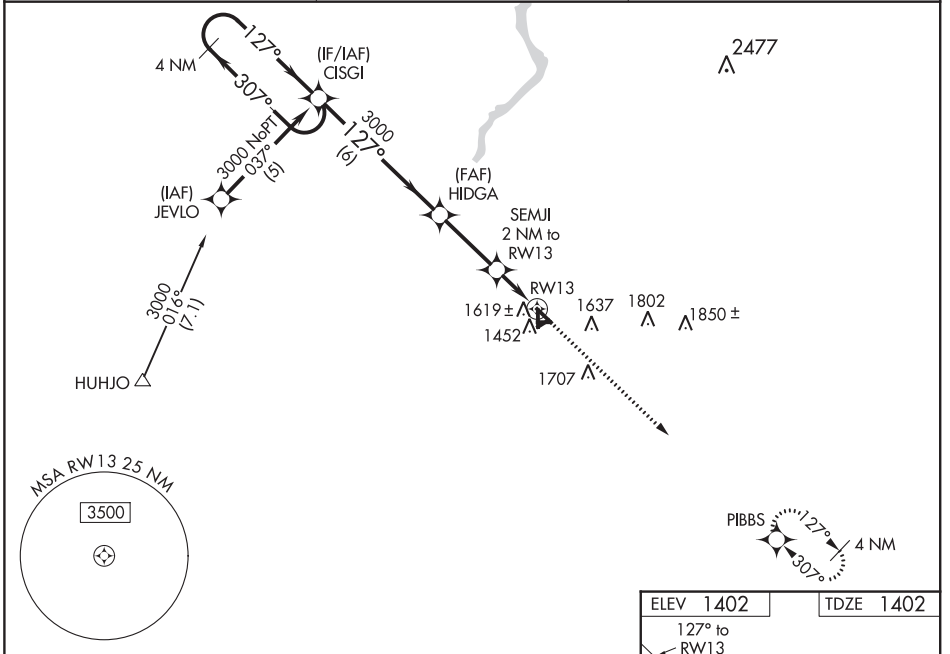 2477
127°
(IF/IAF)
CISGI
4 NM
307°
3000 NoPT
037°
(5)
3000
127°
(6)
(IAF)
JEVLO
(FAF)
HIDGA
SEMJI
2 NM to
RW13
RW13
3000
016°
(7.1)
HUHJO
1619 ±
1452
1637
1802
1850 ±
1707
MSA RW13 25 NM
3500
PIBBS
127°
4 NM
307°
ELEV 1402
TDZE 1402
127° to
RW13